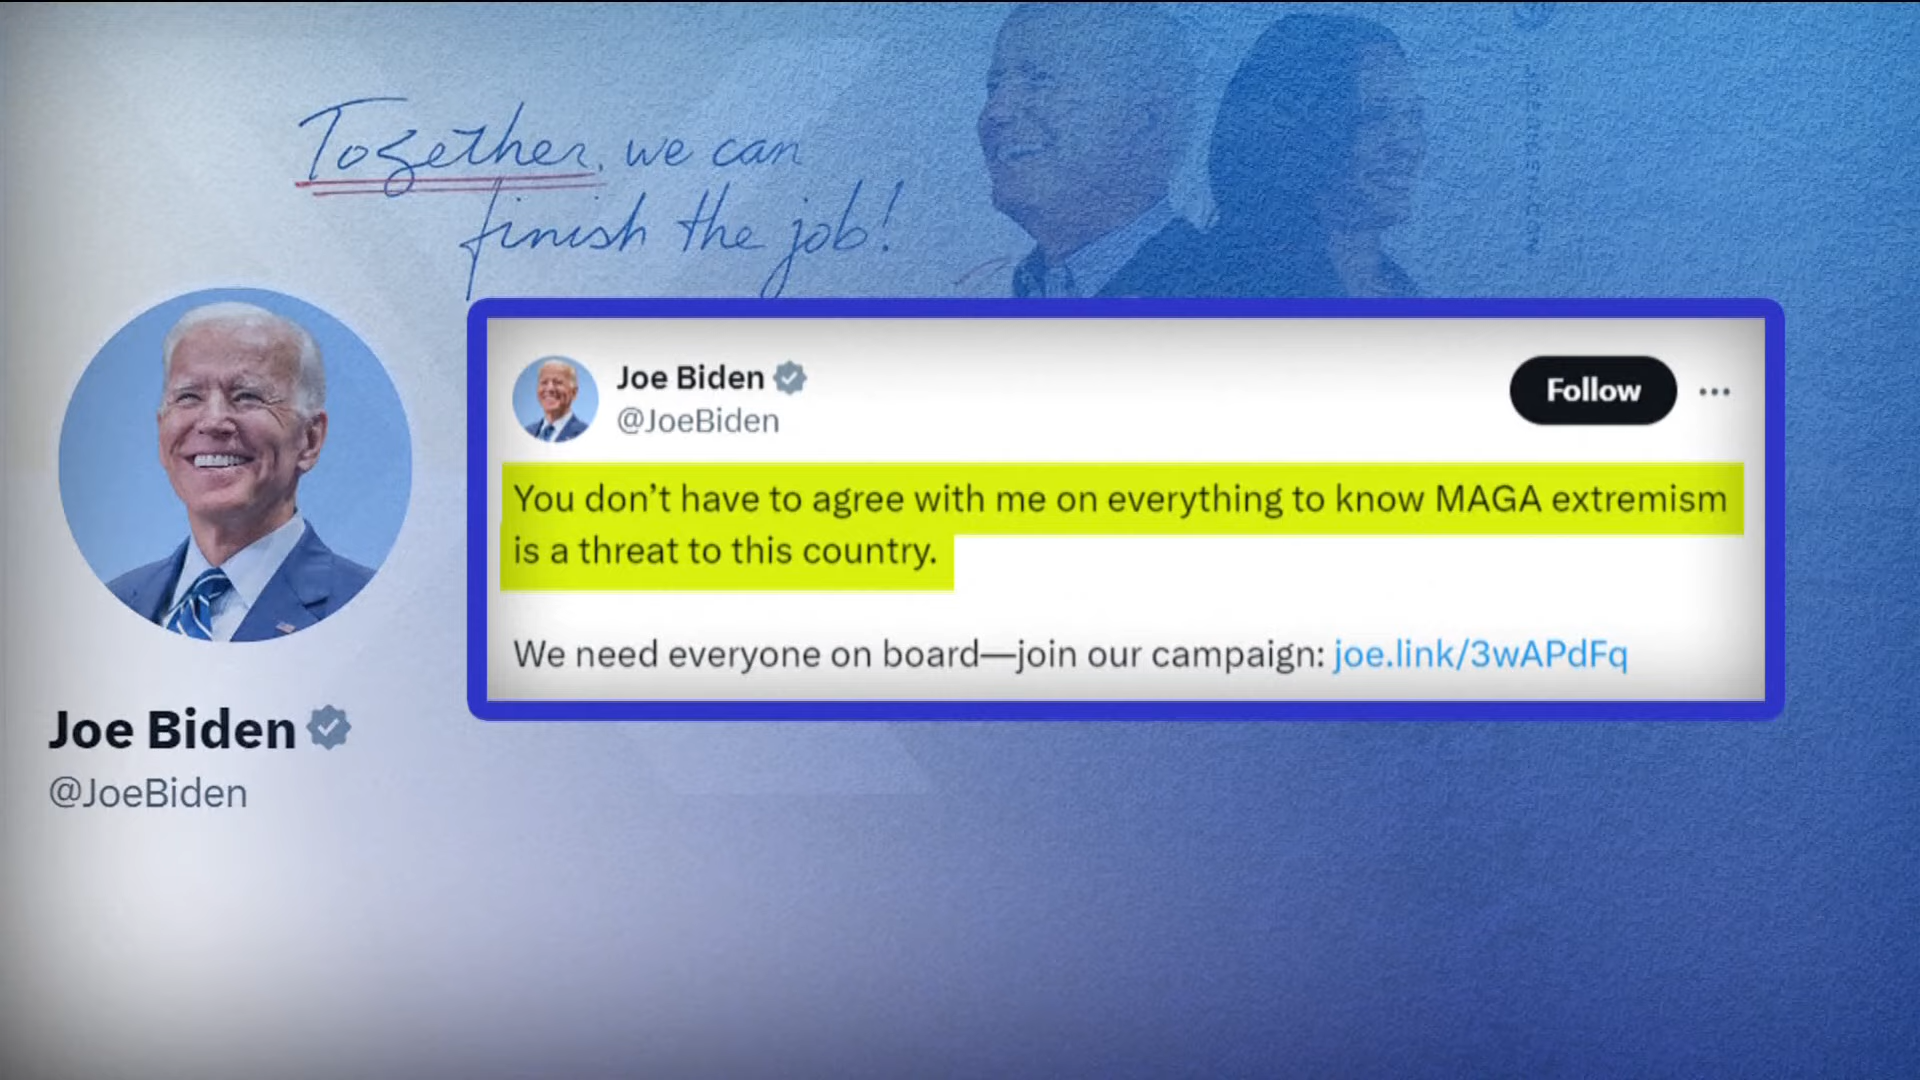 Together, we can
finish the job!
Joe Biden
@JoeBiden
Follow
You don’t have to agree with me on everything to know MAGA extremism
is a threat to this country.
We need everyone on board—join our campaign: joe.link/3wAPdFq
Joe Biden
@JoeBiden